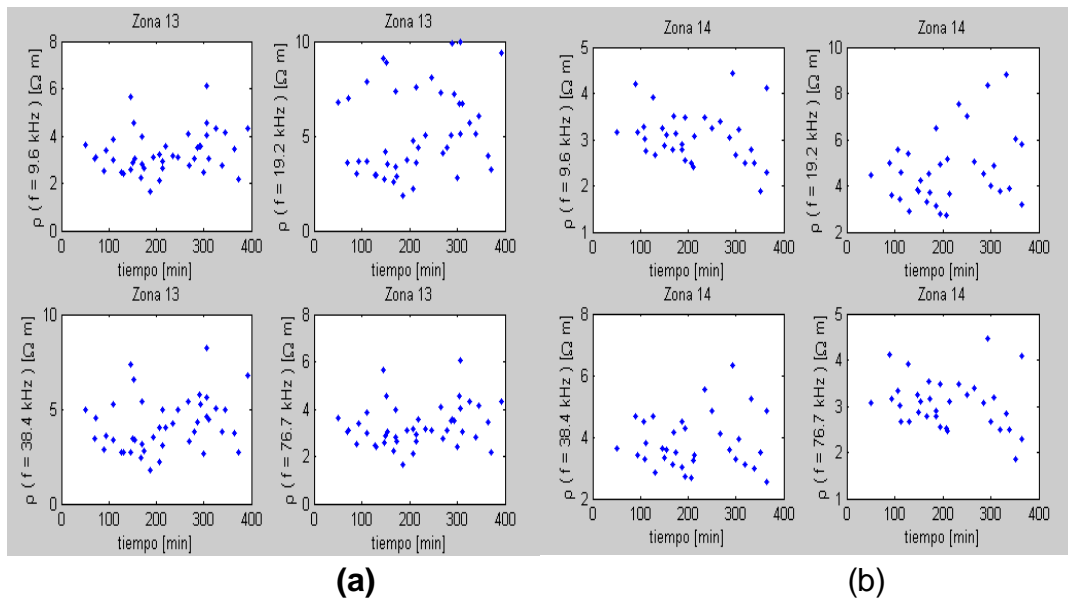 Zona 13
ρ ( f = 9.6 kHz ) [Ω m]
8
6
4
2
0
0 100 200 300 400
tiempo [min]
Zona 13
ρ ( f = 19.2 kHz ) [Ω m]
10
5
0
0 100 200 300 400
tiempo [min]
Zona 14
ρ ( f = 9.6 kHz ) [Ω m]
5
4
3
2
1
0 100 200 300 400
tiempo [min]
Zona 14
ρ ( f = 19.2 kHz ) [Ω m]
10
8
6
4
2
0 100 200 300 400
tiempo [min]
Zona 13
ρ ( f = 38.4 kHz ) [Ω m]
10
5
0
0 100 200 300 400
tiempo [min]
Zona 13
ρ ( f = 76.7 kHz ) [Ω m]
8
6
4
2
0
0 100 200 300 400
tiempo [min]
Zona 14
ρ ( f = 38.4 kHz ) [Ω m]
8
6
4
2
0 100 200 300 400
tiempo [min]
Zona 14
ρ ( f = 76.7 kHz ) [Ω m]
5
4
3
2
1
0 100 200 300 400
tiempo [min]
(a)
(b)